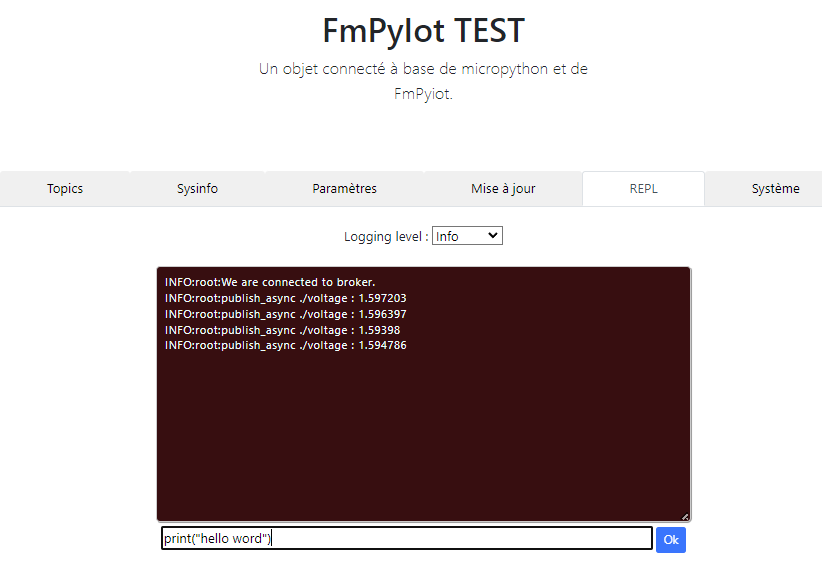 FmPyIot TEST
Un objet connecté à base de micropython et de
FmPyiot.
Topics
Sysinfo
Paramètres
Mise à jour
REPL
Système
Logging level : Info
INFO:root:We are connected to broker.
INFO:root:publish_async ./voltage : 1.597203
INFO:root:publish_async ./voltage : 1.596397
INFO:root:publish_async ./voltage : 1.59398
INFO:root:publish_async ./voltage : 1.594786
print("hello word")
Ok